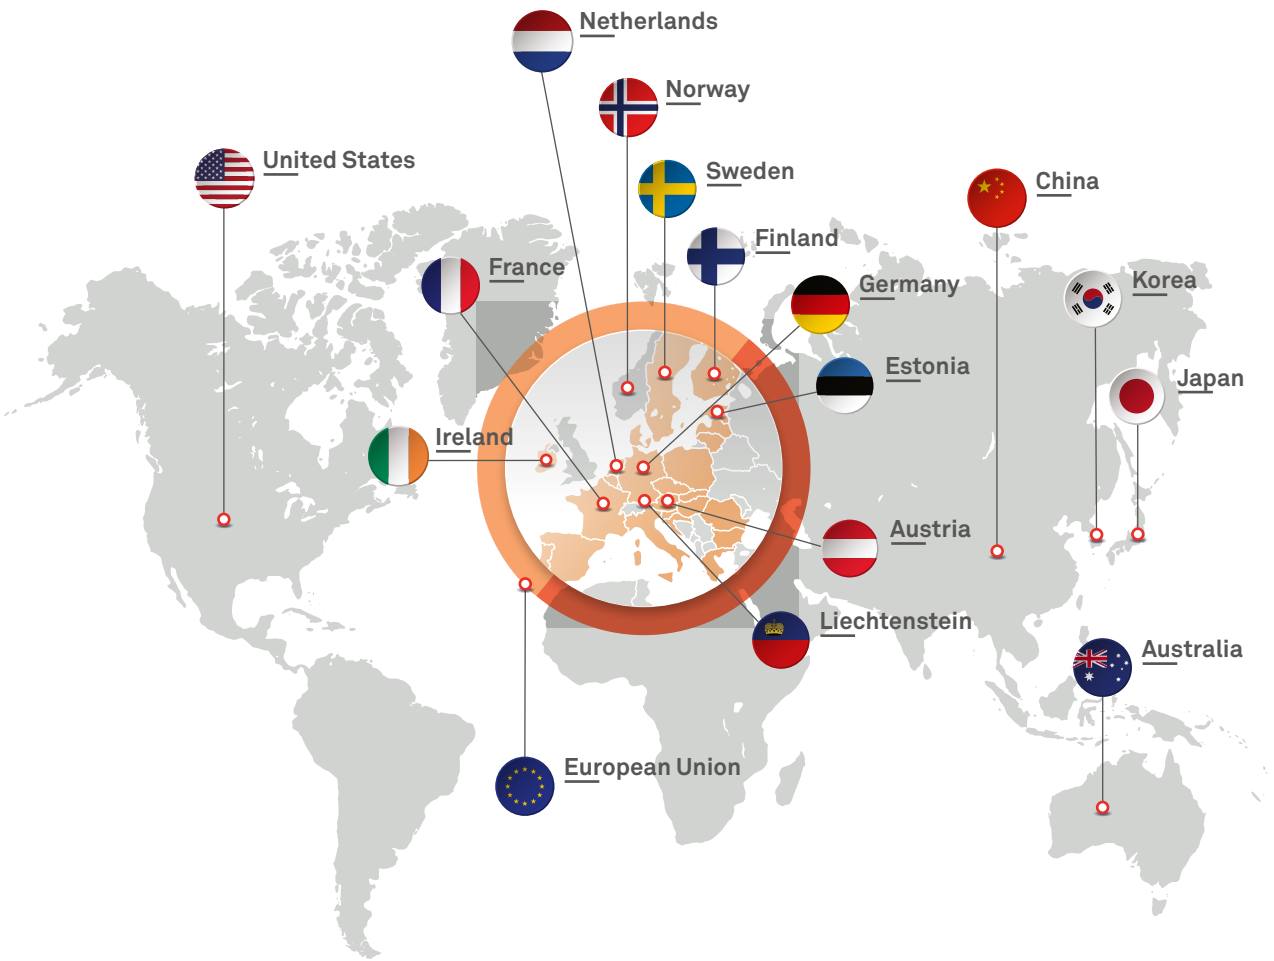 Netherlands
Norway
United States
Sweden
China
Finland
France
Germany
Korea
Estonia
Japan
Ireland
Austria
Liechtenstein
Australia
European Union